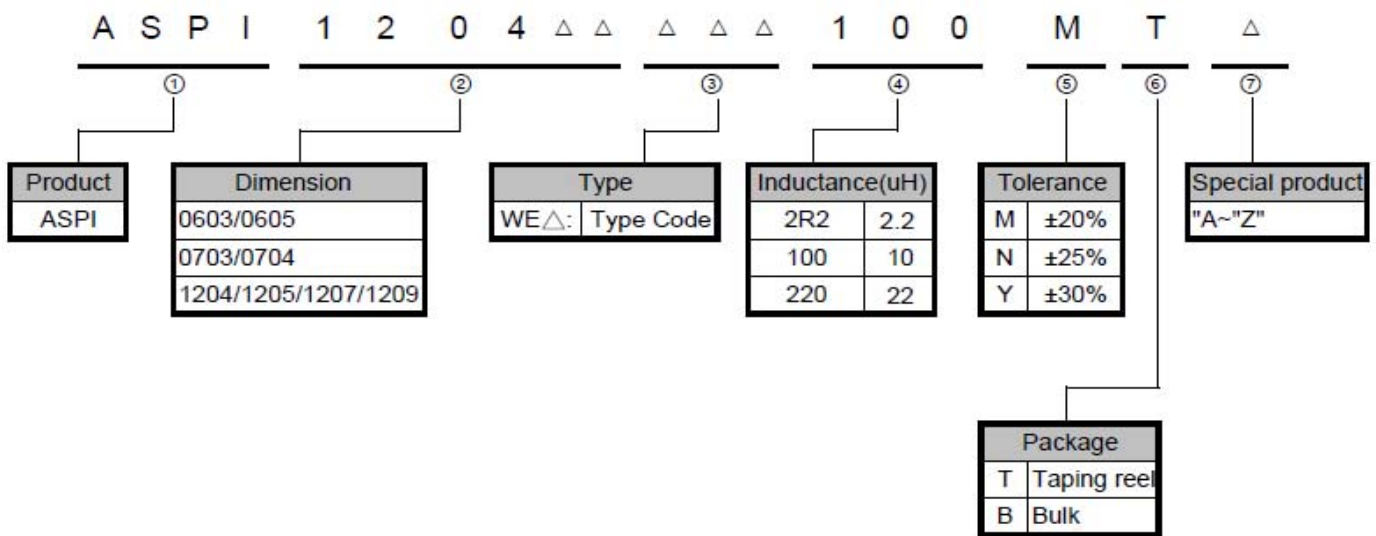 A S P I 1 2 0 4 △ △ △ △ △ 1 0 0 M T △
① ② ③ ④ ⑤ ⑥ ⑦
Product
ASPI
Dimension
0603/0605
0703/0704
1204/1205/1207/1209
Type
WE△: Type Code
Inductance(uH)
2R2 2.2
100 10
220 22
Tolerance
M ±20%
N ±25%
Y ±30%
Special product
"A~"Z"
Package
T Taping reel
B Bulk